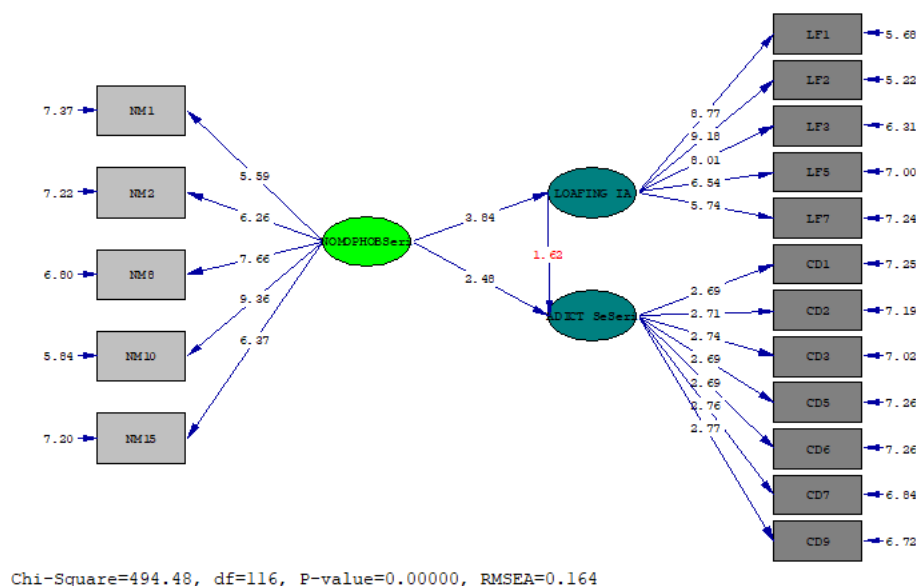 LF1
5.68
LF2
5.22
LF3
6.31
LF5
7.00
LF7
7.24
8.77
9.18
8.01
6.54
5.74
7.37
NM1
7.22
NM2
6.80
NM8
5.84
NM10
7.20
NM15
5.59
6.26
7.66
9.36
6.37
NOMOPHOBSeri
3.84
2.48
LOAFING IA
1.62
ADICT SeSeri
CD1
7.25
CD2
7.19
CD3
7.02
CD5
7.26
CD6
7.26
CD7
6.84
CD9
6.72
2.69
2.71
2.74
2.69
2.69
2.76
2.77
Chi-Square=494.48, df=116, P-value=0.00000, RMSEA=0.164